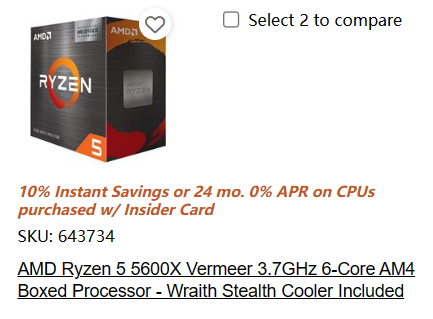 Select 2 to compare
AMD
AMD
RYZEN
5
10% Instant Savings or 24 mo. 0% APR on CPUs
purchased w/ Insider Card
SKU: 643734
AMD Ryzen 5 5600X Vermeer 3.7GHz 6-Core AM4
Boxed Processor - Wraith Stealth Cooler Included